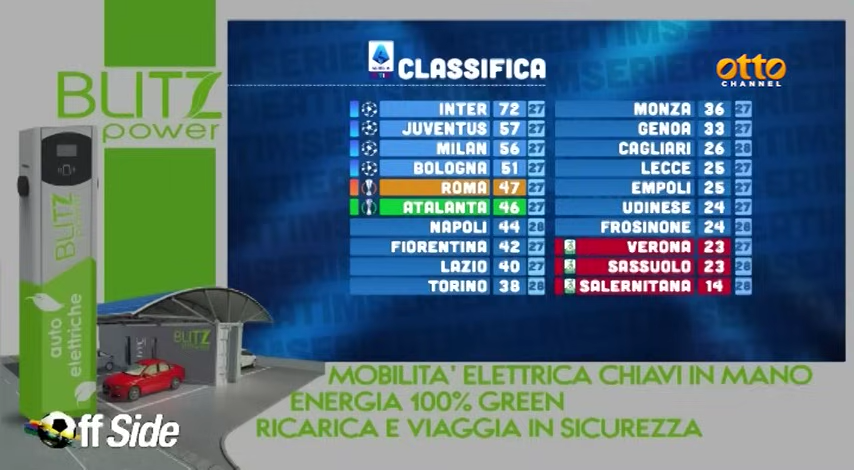 BLITZ
power
CLASSIFICA
otto
CHANNEL
INTER 72 27
JUVENTUS 57 27
MILAN 56 27
BOLOGNA 51 27
ROMA 47 27
ATALANTA 46 27
NAPOLI 44 28
FIORENTINA 42 27
LAZIO 40 27
TORINO 38 28
MONZA 36 27
GENOA 33 27
CAGLIARI 26 28
LECCE 25 27
EMPOLI 25 27
UDINESE 24 27
FROSINONE 24 28
VERONA 23 27
SASSUOLO 23 28
SALERNITANA 14 28
BLITZ
power
auto
elettriche
BLITZ
MOBILITA' ELETTRICA CHIAVI IN MANO
ENERGIA 100% GREEN
RICARICA E VIAGGIA IN SICUREZZA
Off Side